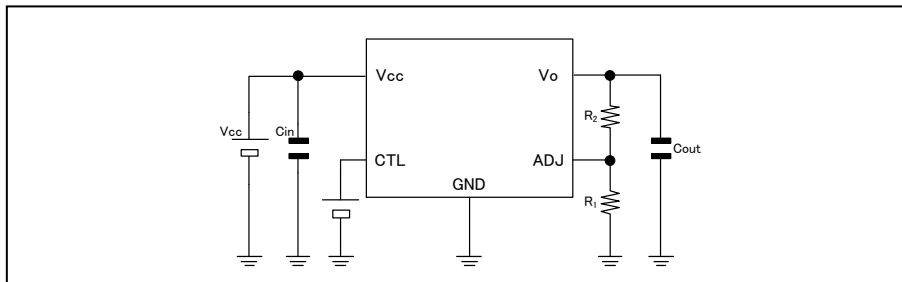 Vcc
Vo
R₂
Vcc
Cin
Cout
CTL
ADJ
GND
R₁